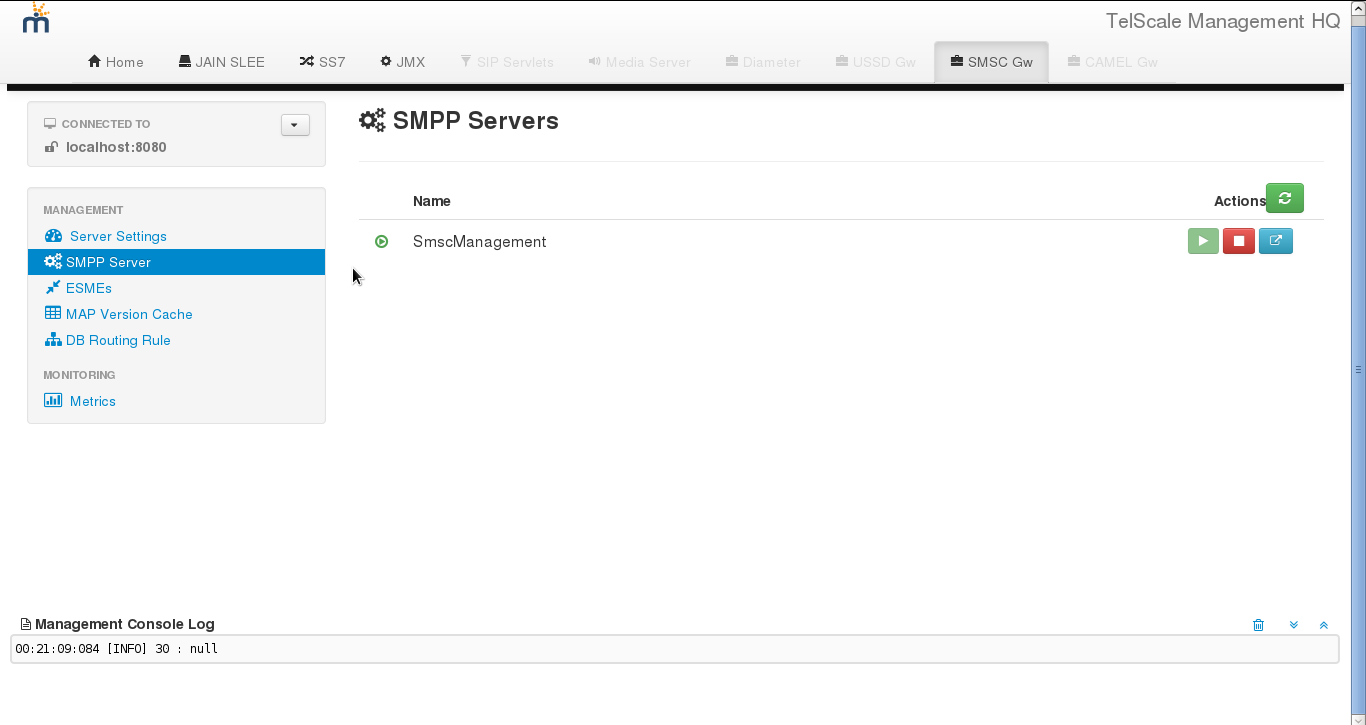 TelScale Management HQ
Home JAIN SLEE SS7 JMX SIP Servlets Media Server Diameter USSD Gw SMSC Gw CAMEL Gw
CONNECTED TO
localhost:8080
SMPP Servers
MANAGEMENT
Server Settings
SMPP Server
ESMEs
MAP Version Cache
DB Routing Rule
MONITORING
Metrics
Name Actions
SmscManagement
Management Console Log
00:21:09:084 [INFO] 30 : null